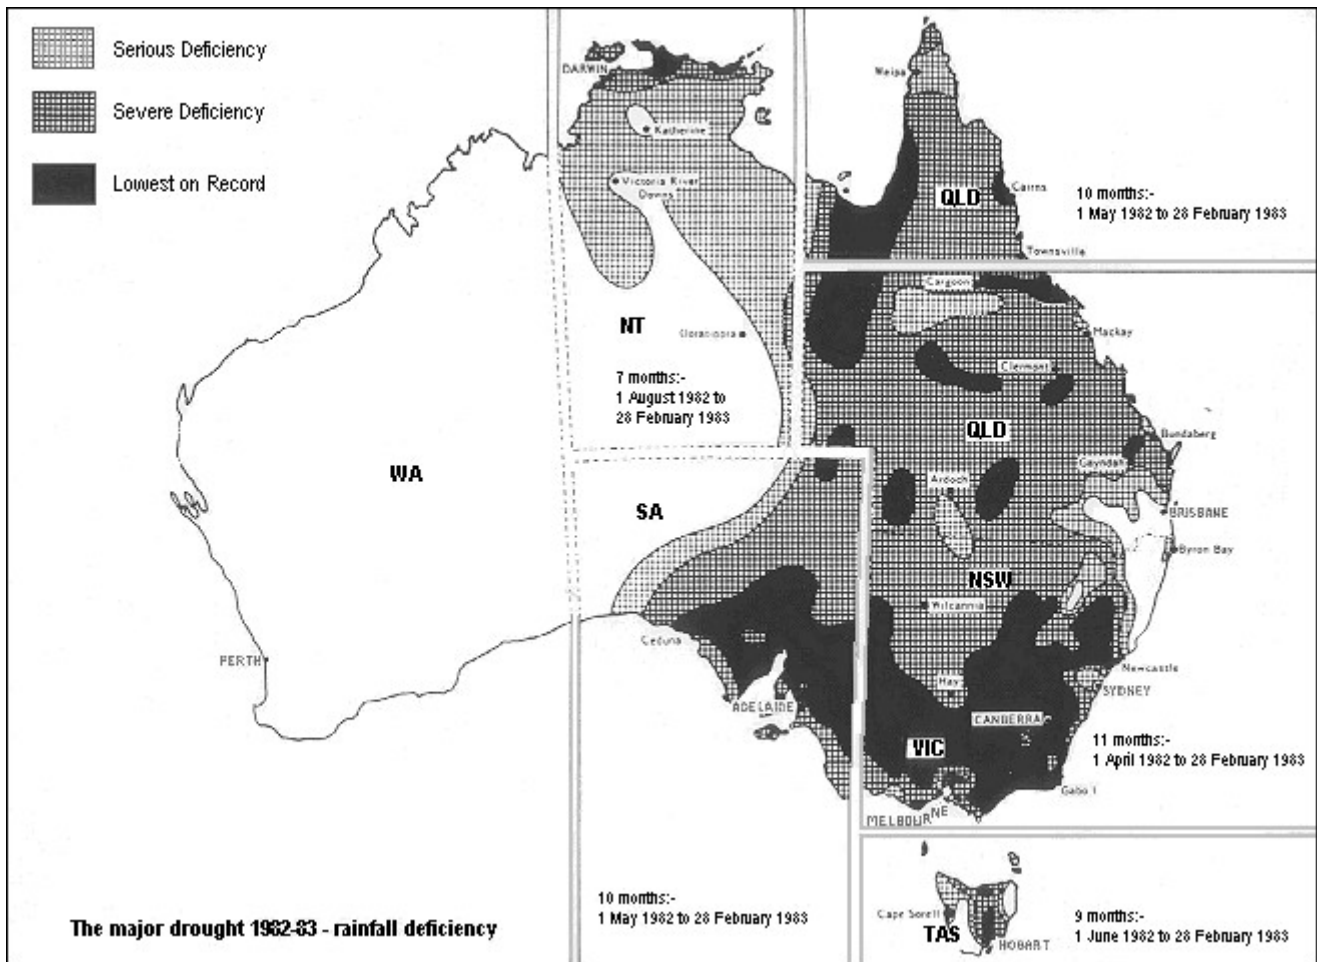 Serious Deficiency
Severe Deficiency
Lowest on Record
DARWIN
Katherine
Victoria River
Downs
NT
7 months:-
1 August 1982 to
28 February 1983
Weipa
QLD
Cairns
Townsville
10 months:-
1 May 1982 to 28 February 1983
Cargoon
Mackay
Clermont
QLD
Bundaberg
Gayndah
Ardoch
BRISBANE
Byron Bay
WA
PERTH
SA
Ceduna
ADELAIDE
NSW
Wilcannia
Newcastle
Hay
SYDNEY
CANBERRA
VIC
11 months:-
1 April 1982 to 28 February 1983
Gabo I
MELBOURNE
10 months:-
1 May 1982 to 28 February 1983
Cape Sorell
TAS
HOBART
9 months:-
1 June 1982 to 28 February 1983
The major drought 1982-83 - rainfall deficiency